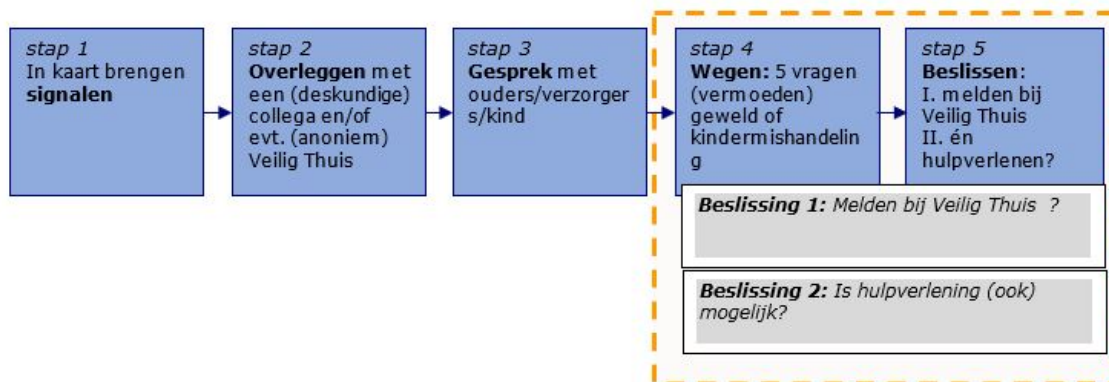 stap 1
In kaart brengen
signalen
stap 2
Overleggen met
een (deskundige)
collega en/of
evt. (anoniem)
Veilig Thuis
stap 3
Gesprek met
ouders/verzorger
s/kind
stap 4
Wegen: 5 vragen
(vermoeden)
geweld of
kindermishandelin
g
stap 5
Beslissen:
I. melden bij
Veilig Thuis
II. én
hulpverlenen?
Beslissing 1: Melden bij Veilig Thuis ?
Beslissing 2: Is hulpverlening (ook)
mogelijk?